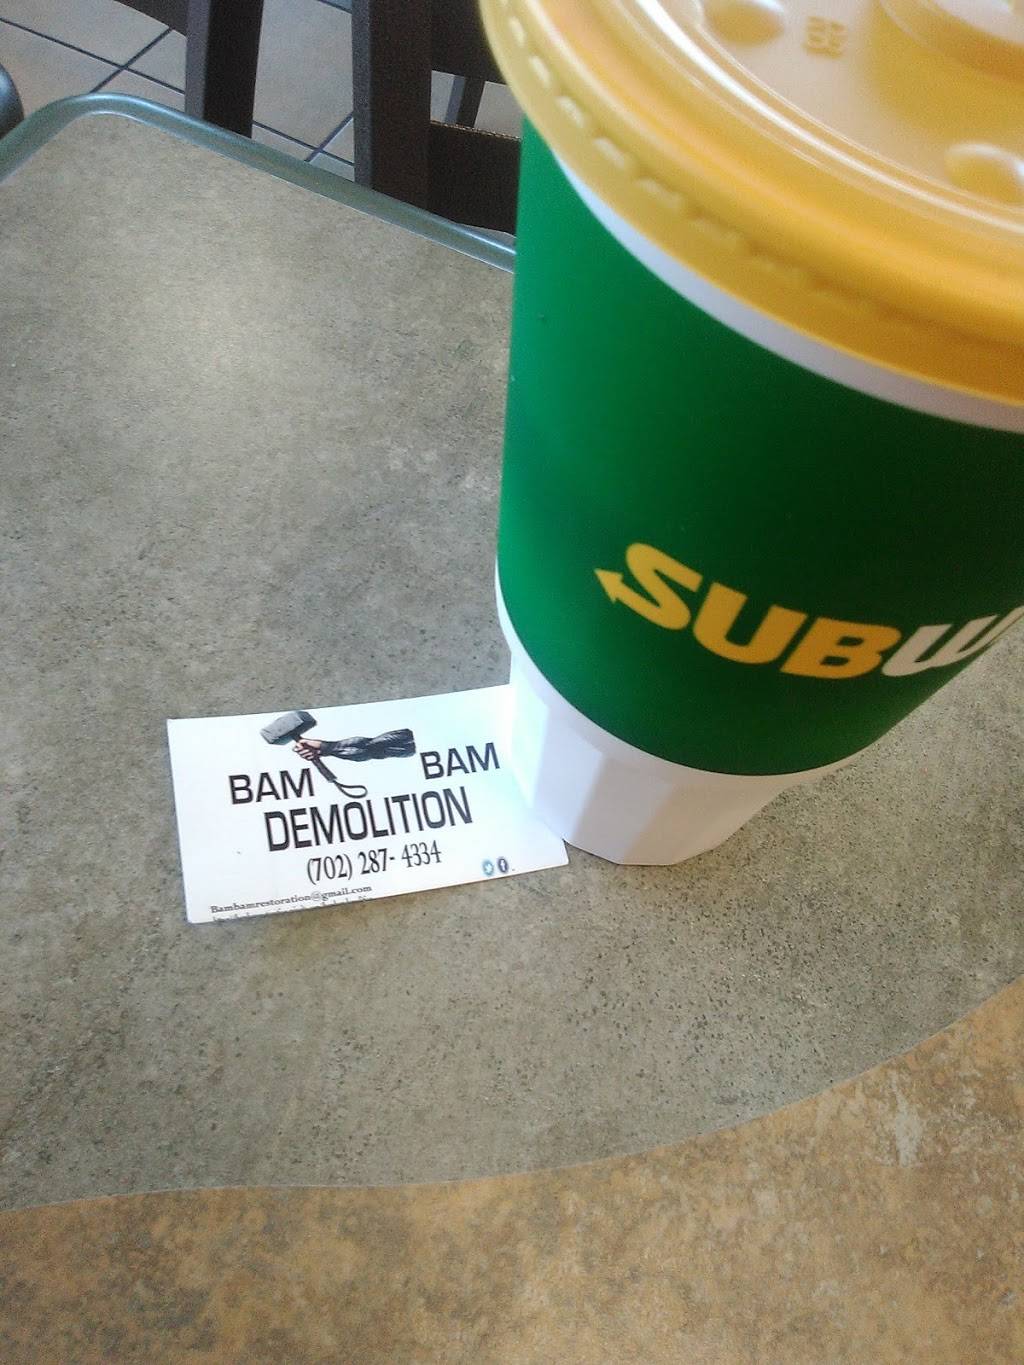 SUBW
BAM BAM
DEMOLITION
(702) 287- 4334
Bambamrestoration@gmail.com